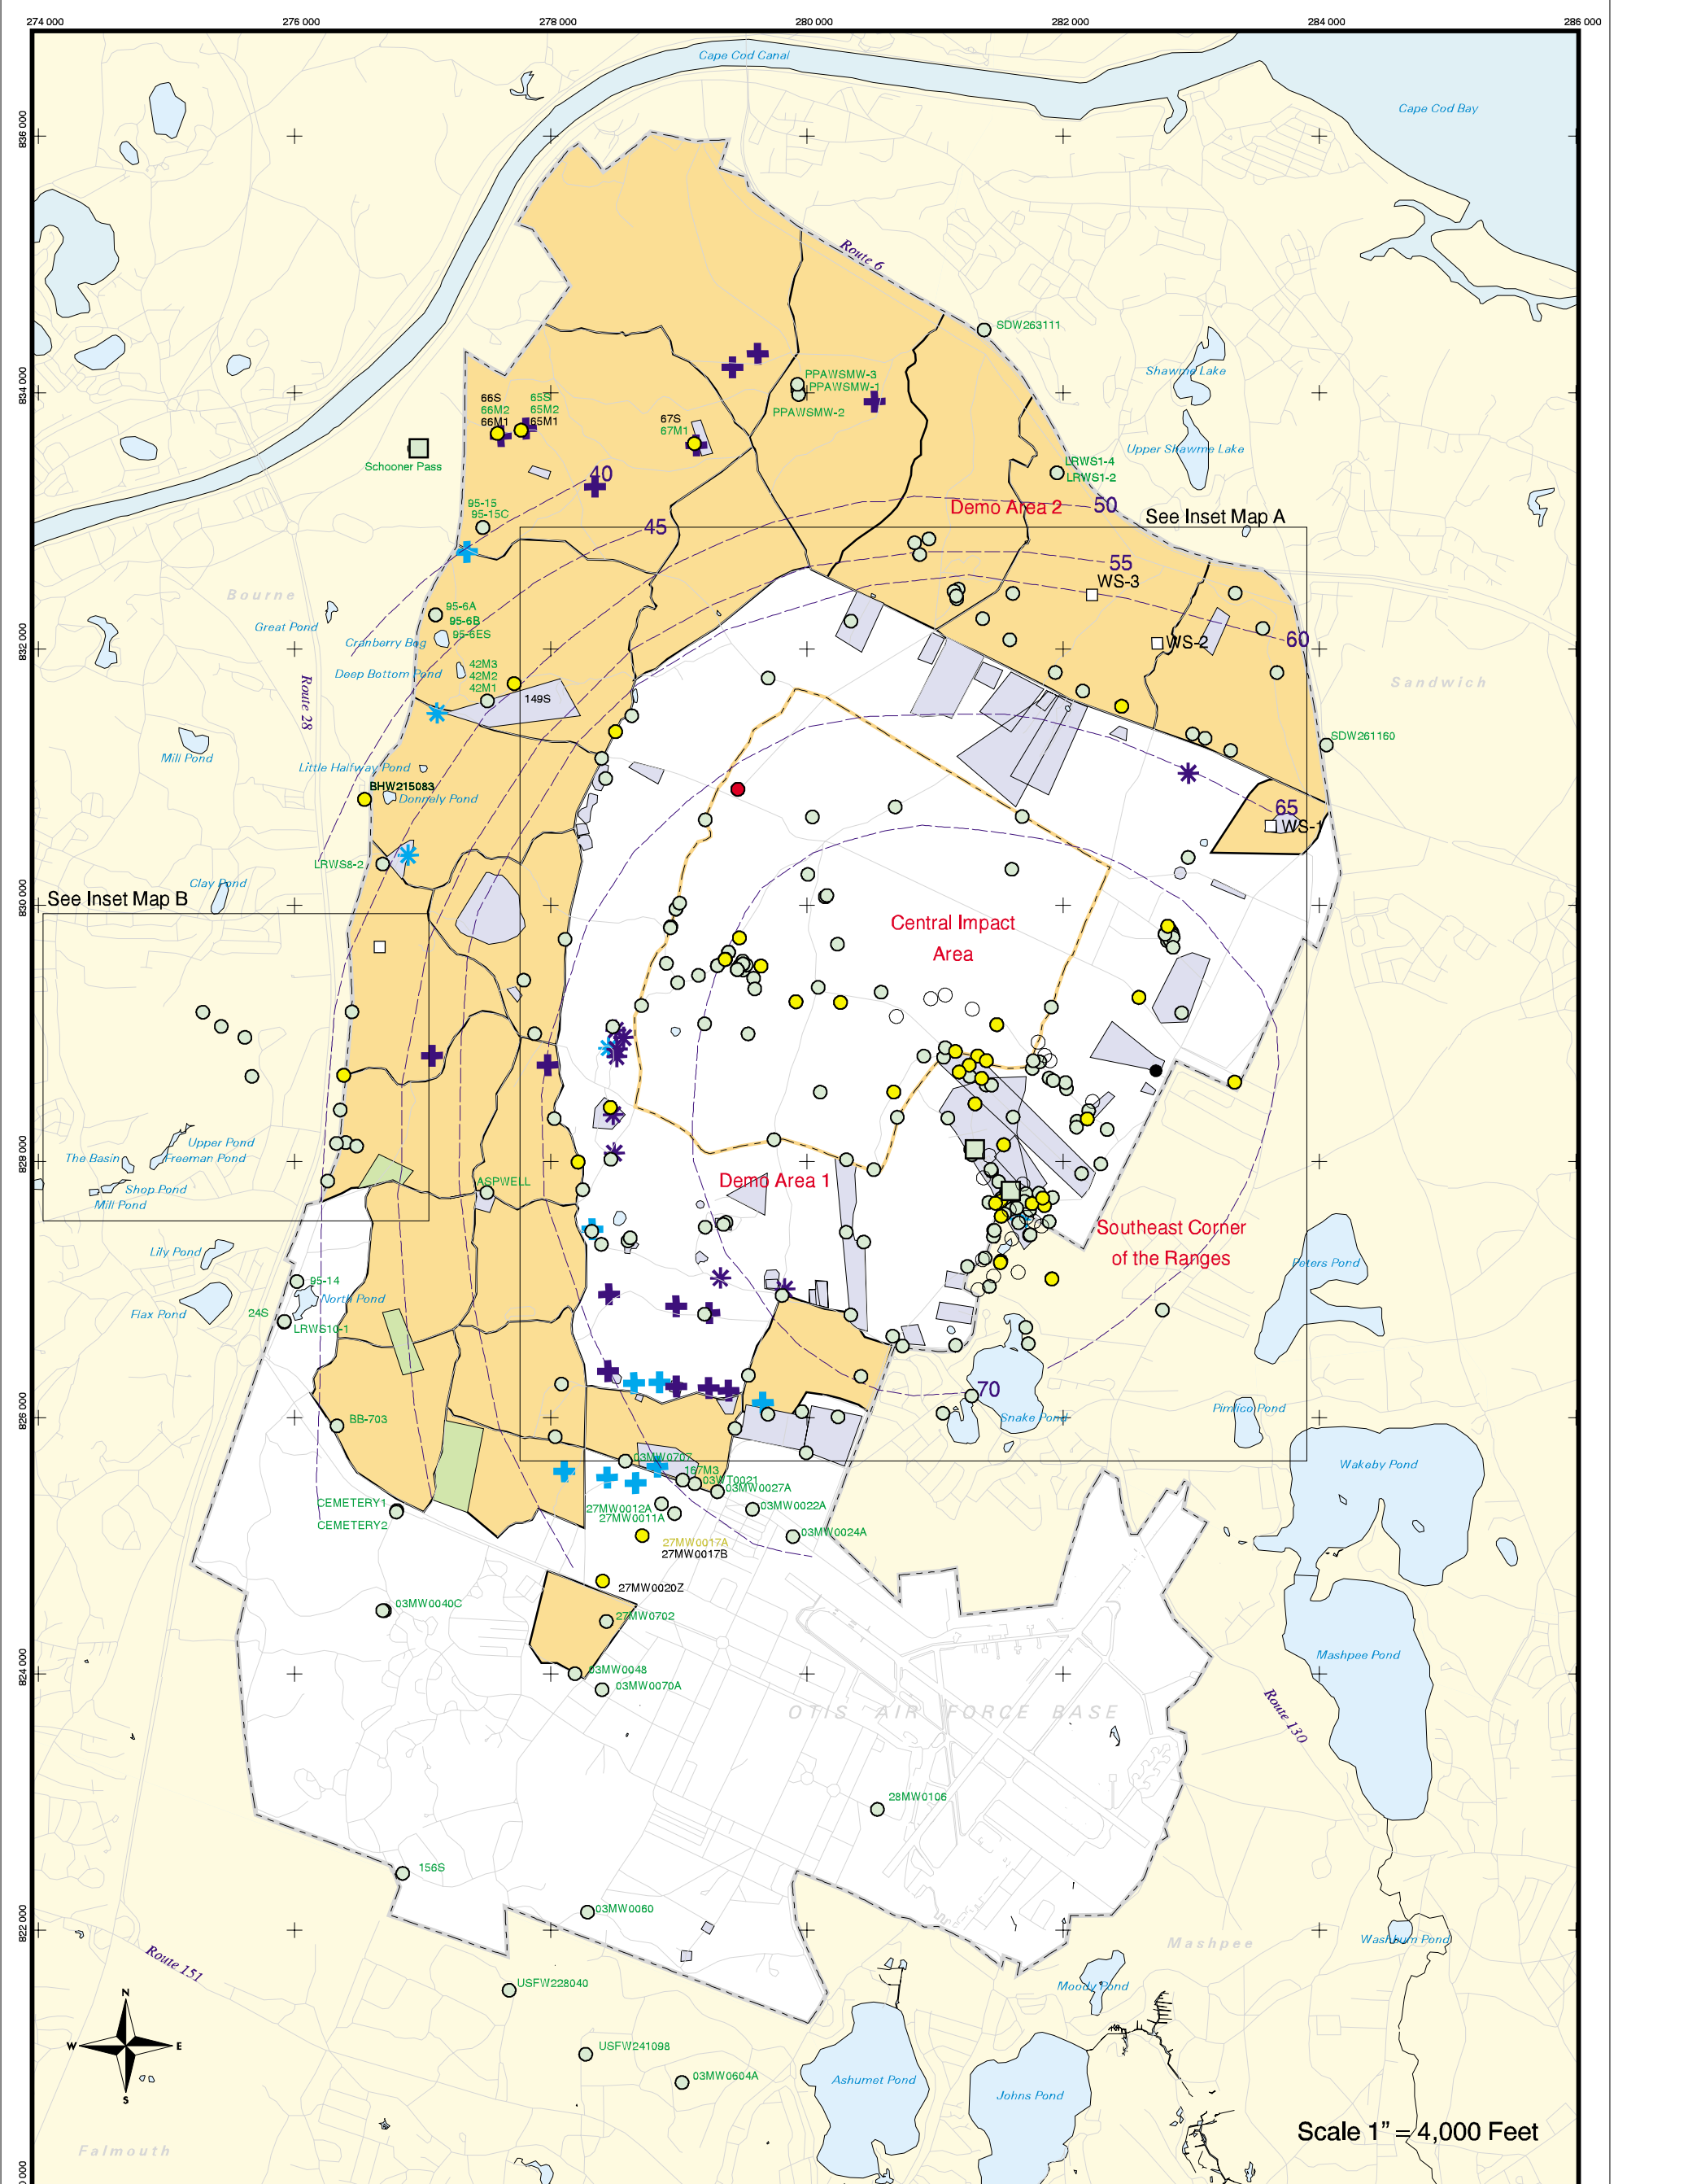 274 000
276 000
278 000
280 000
282 000
284 000
286 000
Cape Cod Canal
Cape Cod Bay
836 000
Route 6
SDW263111
Shawme Lake
834 000
PPAWSMW-3
PPAWSMW-1
PPAWSMW-2
66S
66M2
66M1
65S
65M2
65M1
67S
67M1
Upper Shawme Lake
Schooner Pass
LRWS1-4
LRWS1-2
40
95-15
95-15C
Demo Area 2
50
See Inset Map A
45
55
WS-3
Bourne
95-6A
95-6B
95-6ES
Great Pond
Cranberry Bog
832 000
WS-2
60
42M3
42M2
42M1
Deep Bottom Pond
Sandwich
149S
Route 28
SDW261160
Mill Pond
Little Halfway Pond
BHW215083
Donnaly Pond
65
WS-1
LRWS8-2
Clay Pond
See Inset Map B
830 000
Central Impact
Area
Upper Pond
The Basin
Freeman Pond
828 000
Shop Pond
Mill Pond
ASPWELL
Demo Area 1
Southeast Corner
of the Ranges
Lily Pond
Peters Pond
95-14
North Pond
Flax Pond
24S
LRWS10-1
70
826 000
Snake Pond
Pimlico Pond
BB-703
03MW0707
167M3
03WT0021
03MW0027A
Wakeby Pond
CEMETERY1
CEMETERY2
27MW0012A
27MW0011A
03MW0022A
03MW0024A
27MW0017A
27MW0017B
27MW0020Z
03MW0040C
27MW0702
Mashpee Pond
824 000
03MW0048
03MW0070A
OTIS AIR FORCE BASE
Route 130
28MW0106
156S
03MW0060
822 000
Mashpee
Washburn Pond
Route 151
USFW228040
Moody Pond
N
W
E
S
USFW241098
03MW0604A
Ashumet Pond
Johns Pond
Scale 1" = 4,000 Feet
Falmouth